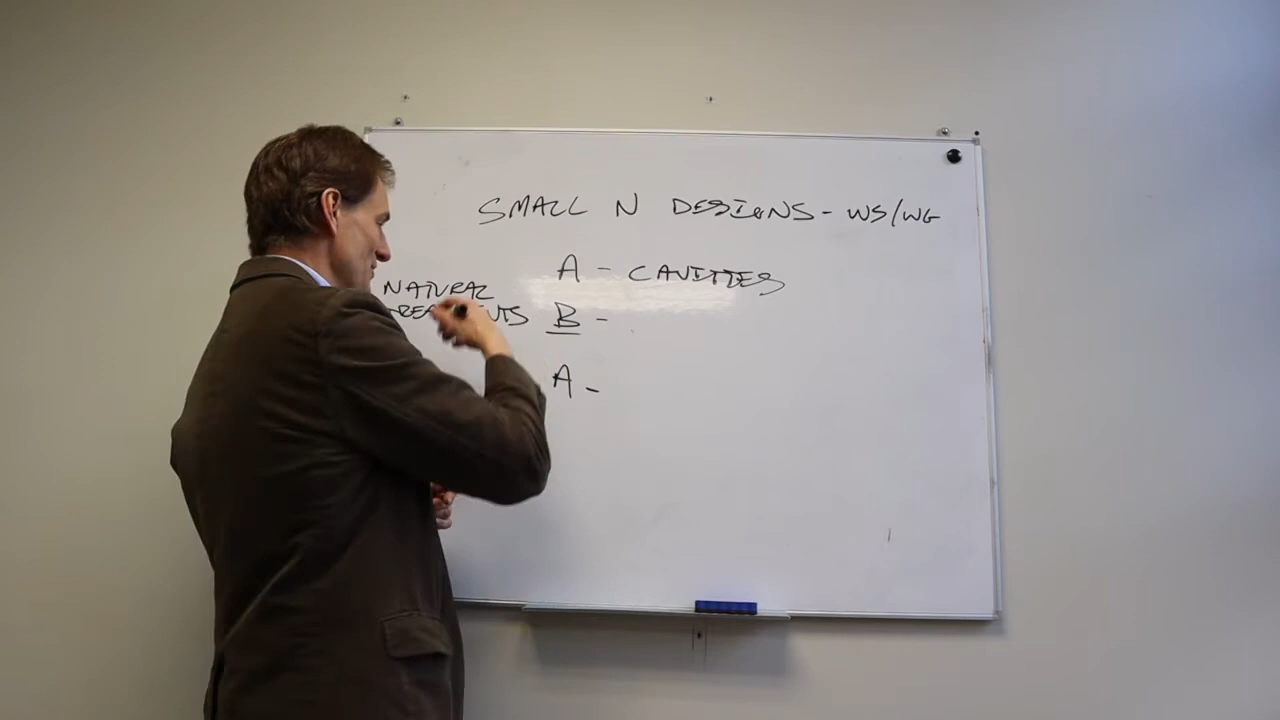 SMALL N DESIGNS - WS/WG
A - CAVITIES
NATURAL
B -
A -